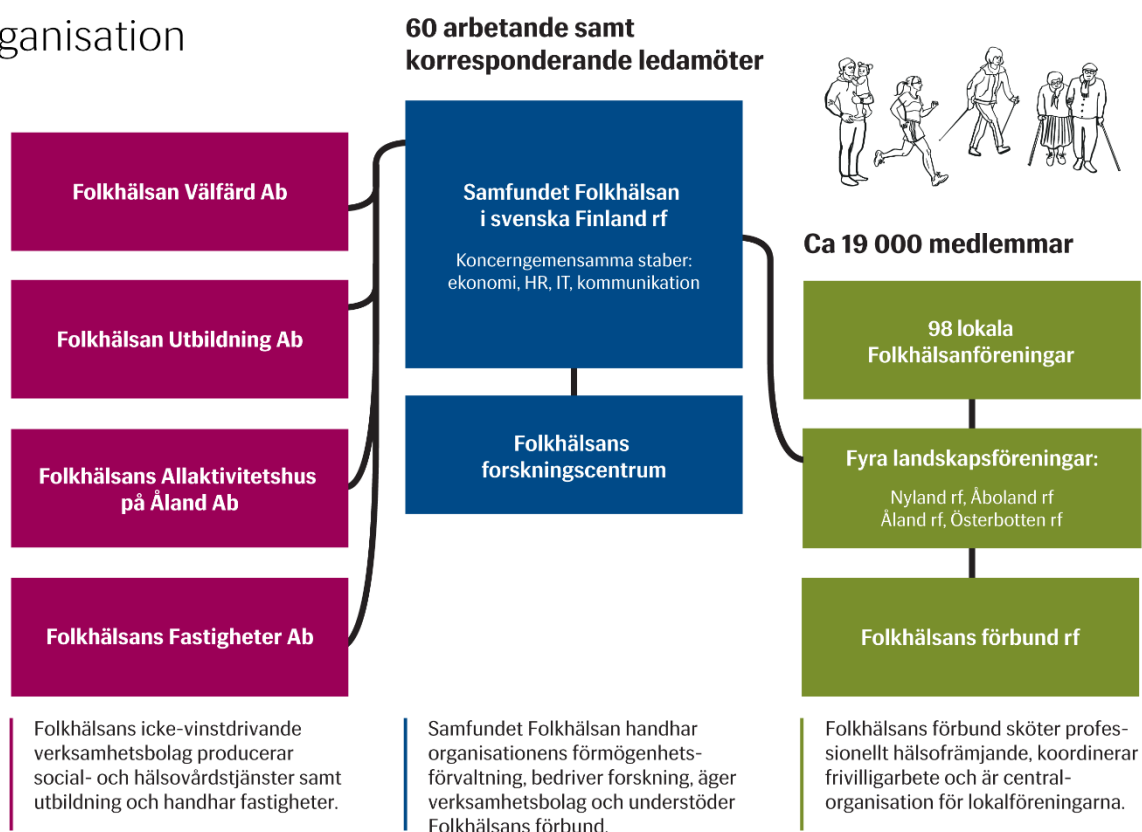 ganisation
60 arbetande samt
korresponderande ledamöter
Folkhälsan Välfärd Ab
Folkhälsan Utbildning Ab
Folkhälsans Allaktivitetshus
på Åland Ab
Folkhälsans Fastigheter Ab
Folkhälsans icke-vinstdrivande
verksamhetsbolag producerar
social- och hälsovårdstjänster samt
utbildning och handhar fastigheter.
Samfundet Folkhälsan
i svenska Finland rf
Koncerngemensamma staber:
ekonomi, HR, IT, kommunikation
Folkhälsans
forskningscentrum
Samfundet Folkhälsan handhar
organisationens förmögenhets-
förvaltning, bedriver forskning, äger
verksamhetsbolag och understöder
Folkhälsans förbund.
Ca 19 000 medlemmar
98 lokala
Folkhälsanföreningar
Fyra landskapsföreningar:
Nyland rf, Åboland rf
Åland rf, Österbotten rf
Folkhälsans förbund rf
Folkhälsans förbund sköter profes-
sionellt hälsofrämjande, koordinerar
frivilligarbete och är central-
organisation för lokalföreningarna.